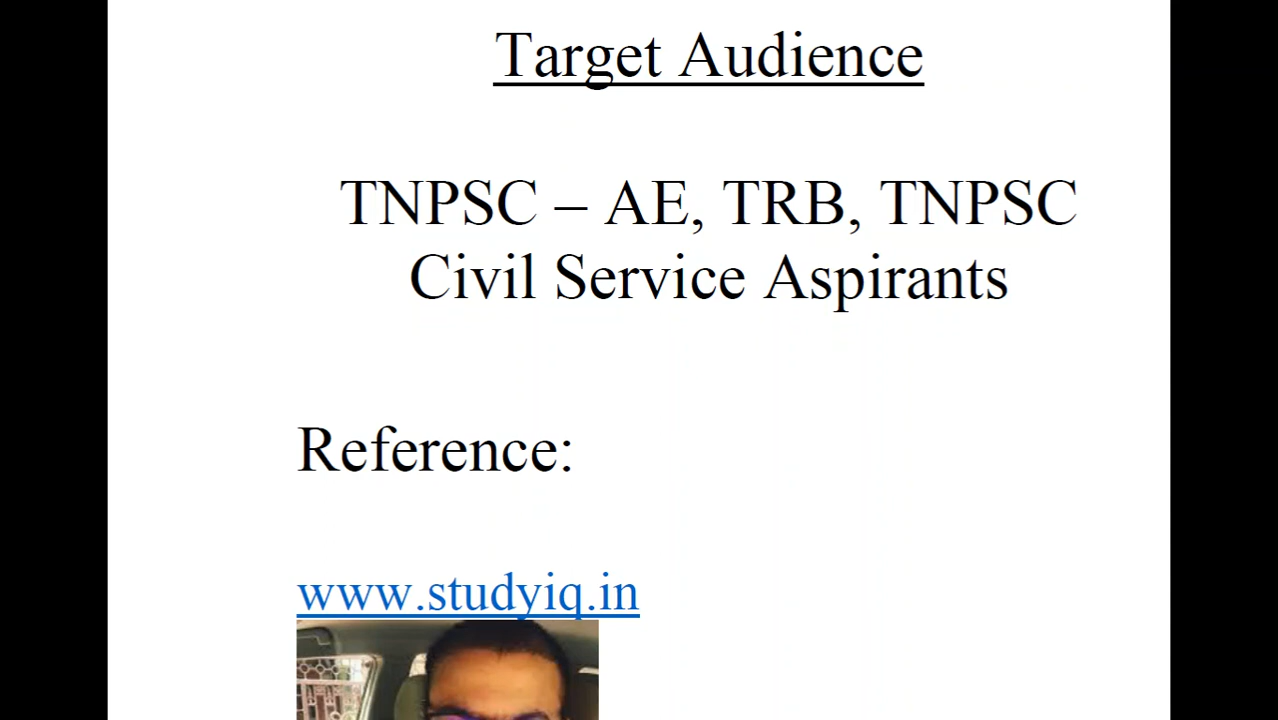 Target Audience
TNPSC – AE, TRB, TNPSC
Civil Service Aspirants
Reference:
www.studyiq.in